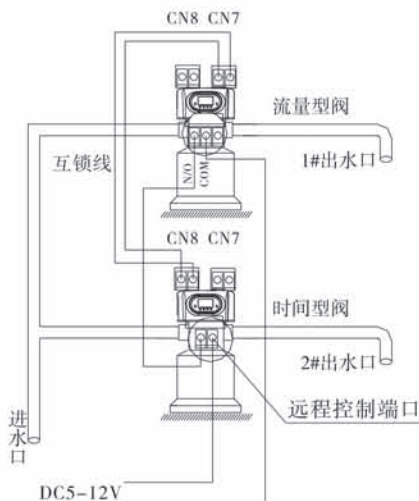 CN8 CN7
流量型阀
互锁线
N/O
COM
1#出水口
CN8 CN7
时间型阀
2#出水口
进水口
远程控制端口
DC5-12V